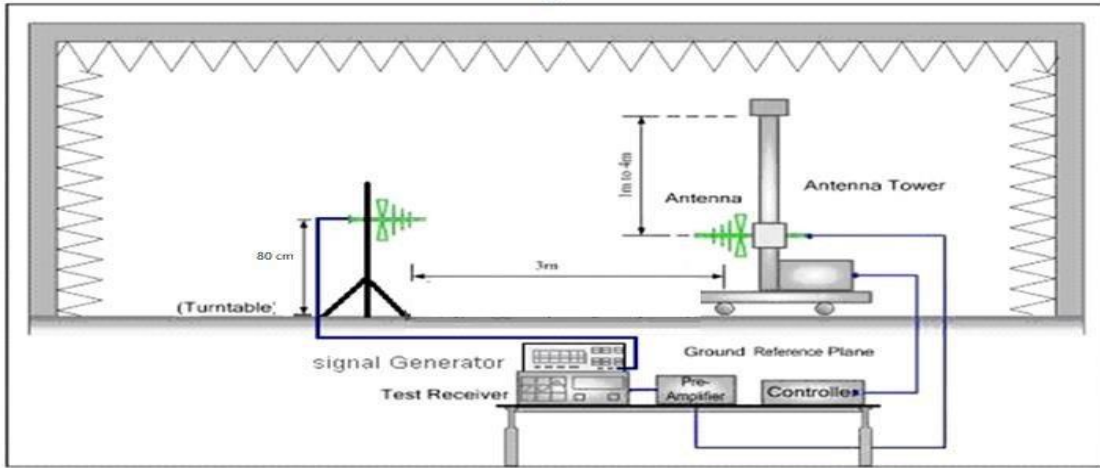 1m to 4m
Antenna
Antenna Tower
80 cm
3m
(Turntable)
signal Generator
Ground Reference Plane
Test Receiver
Pre-
Amplifier
Controller